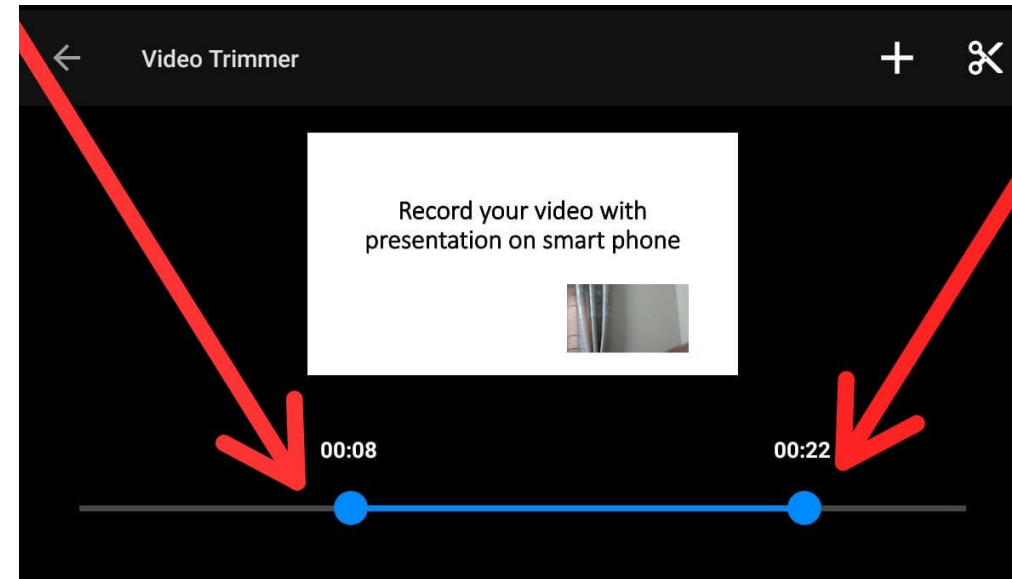 Video Trimmer
Record your video with
presentation on smart phone
00:08
00:22